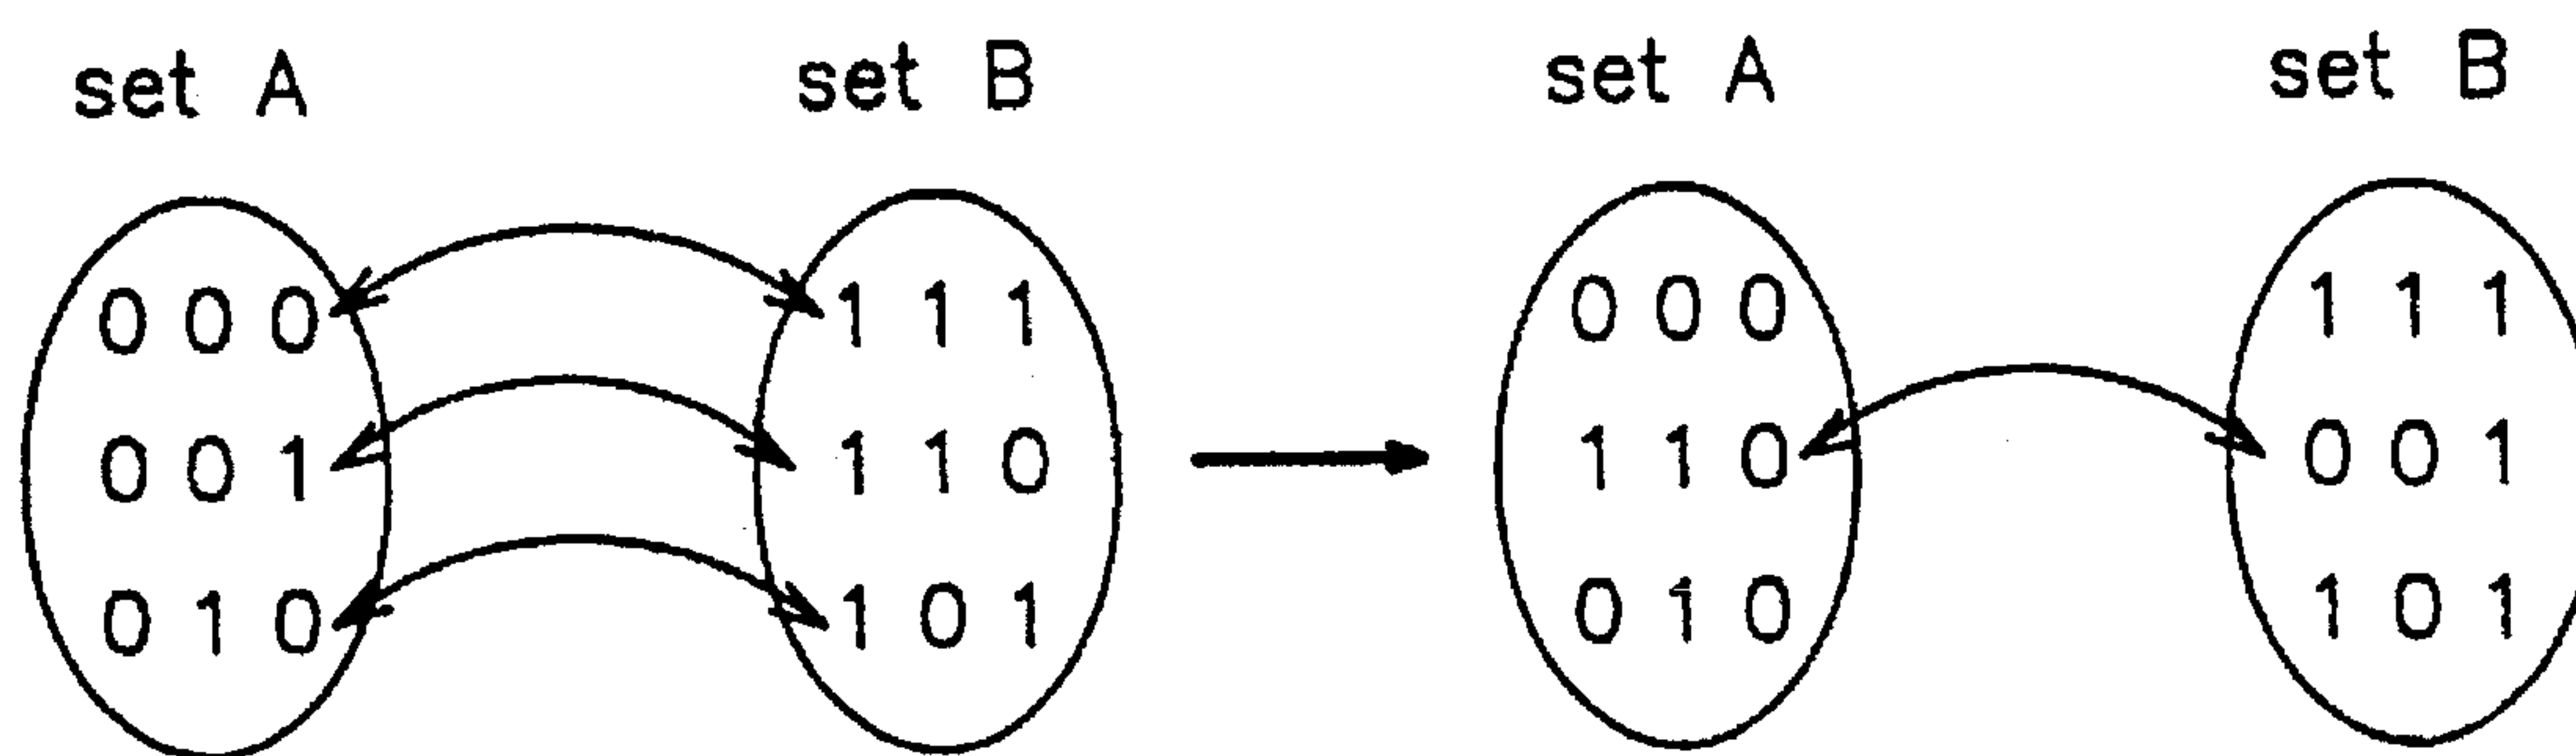 set A set B set A set B
0 0 0 1 1 1 0 0 0 1 1 1
0 0 1 1 1 0 1 1 0 0 0 1
0 1 0 1 0 1 0 1 0 1 0 1